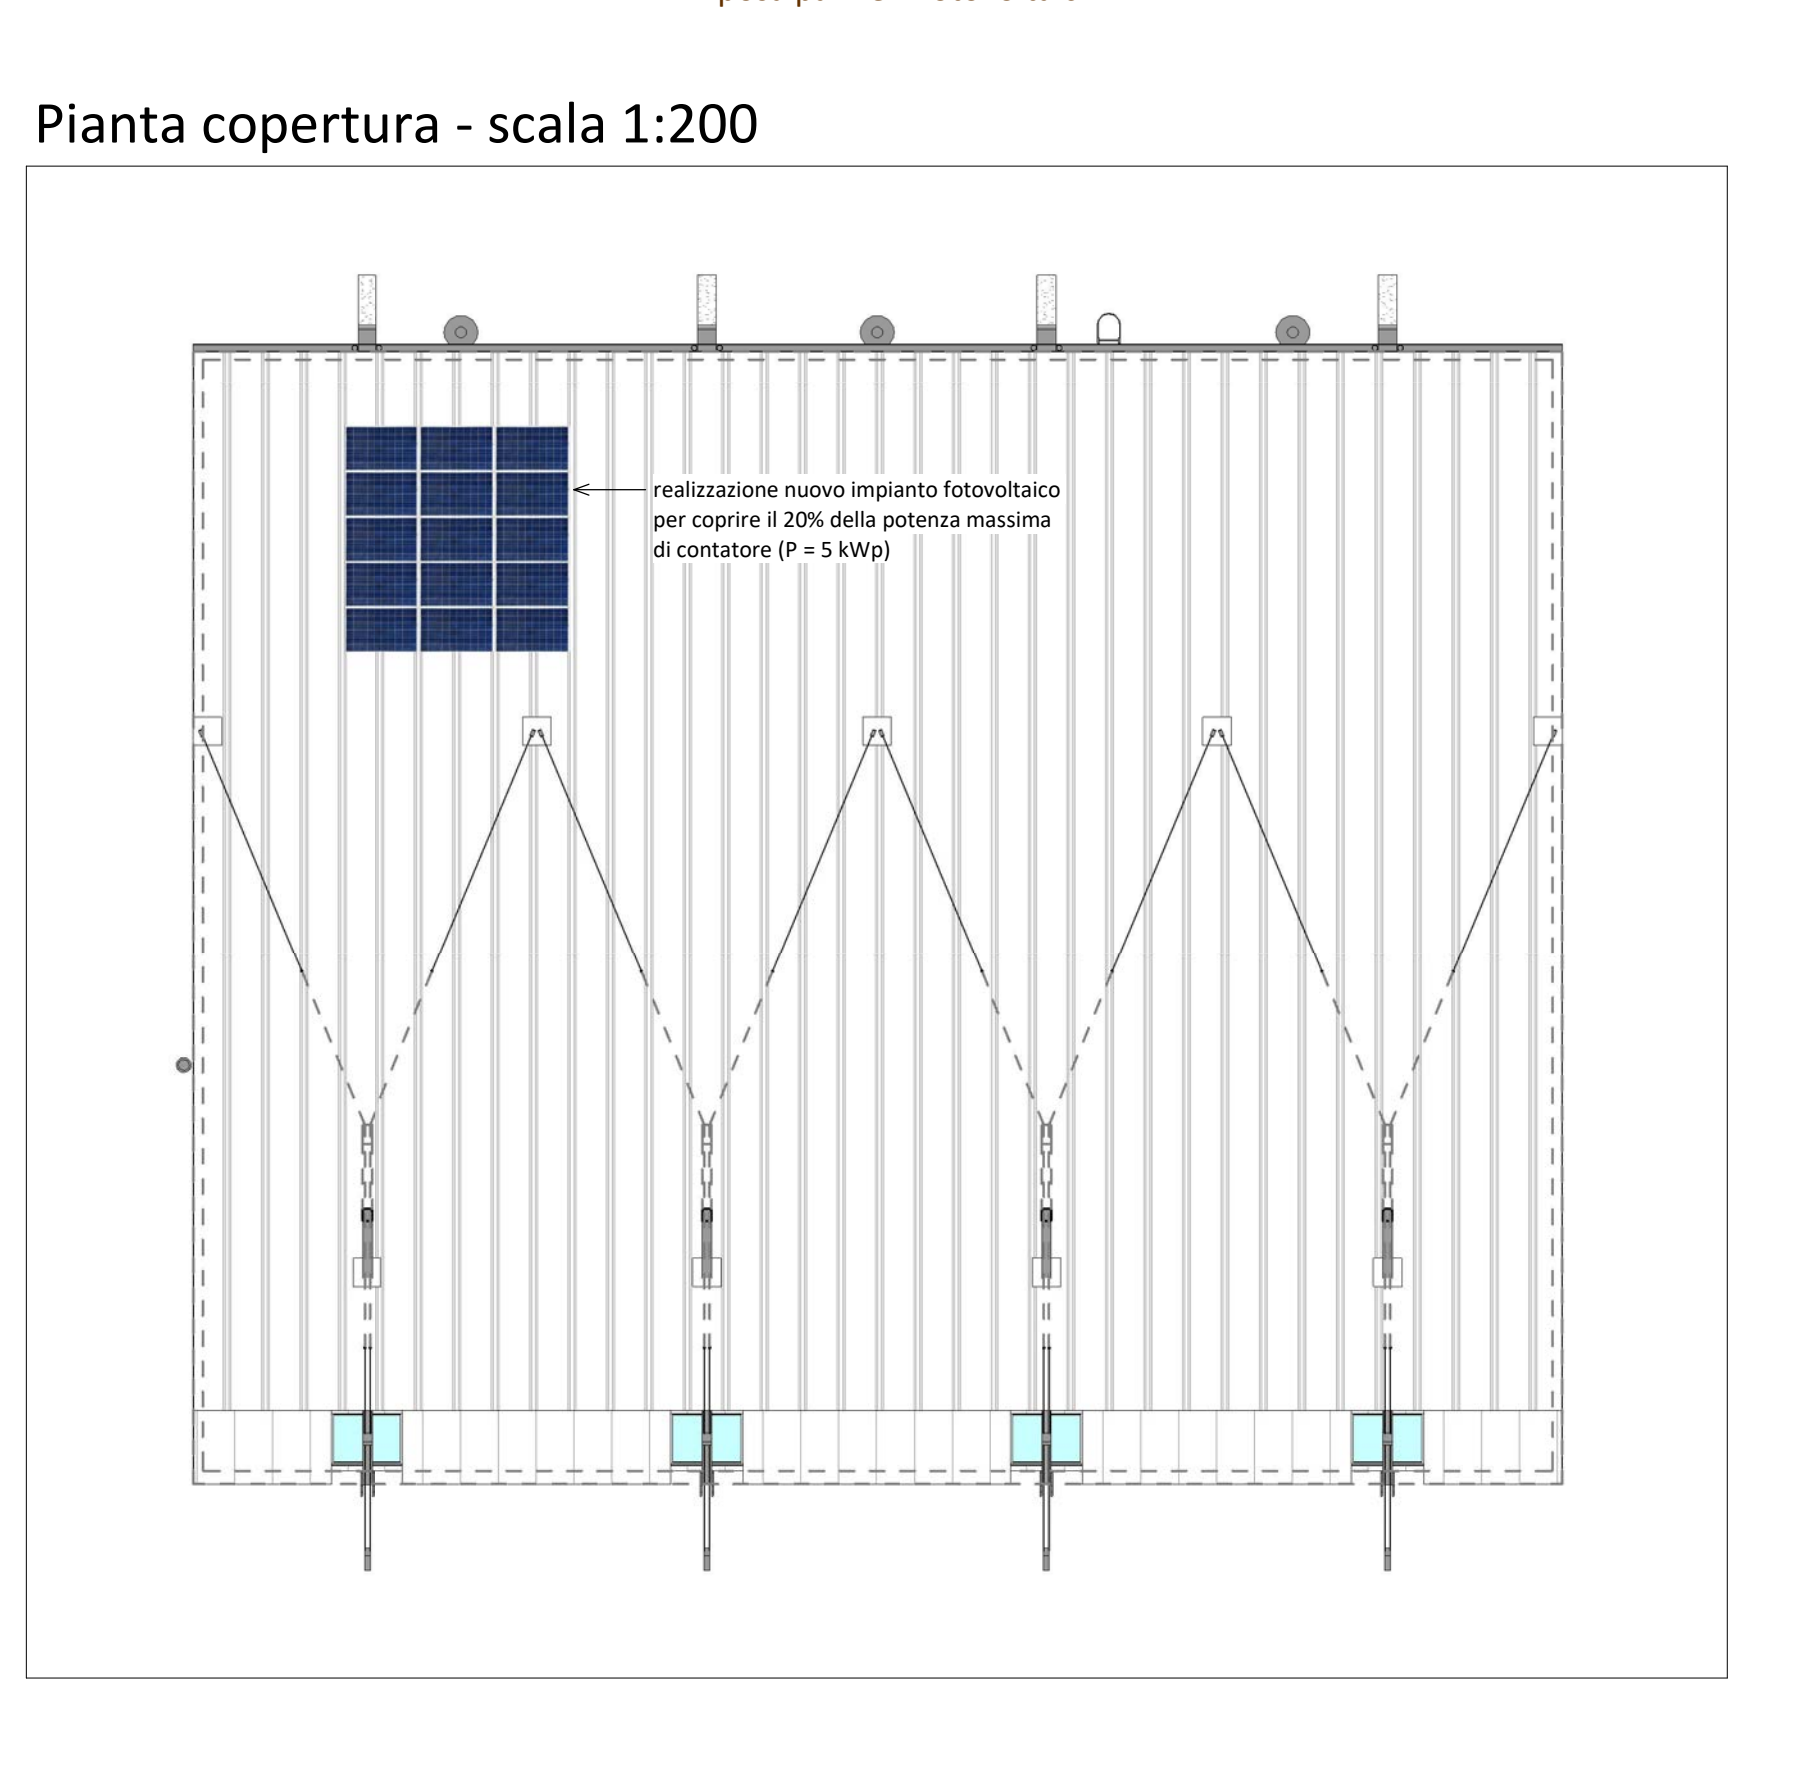 Pianta copertura - scala 1:200
realizzazione nuovo impianto fotovoltaico
per coprire il 20% della potenza massima
di contatore (P = 5 kWp)